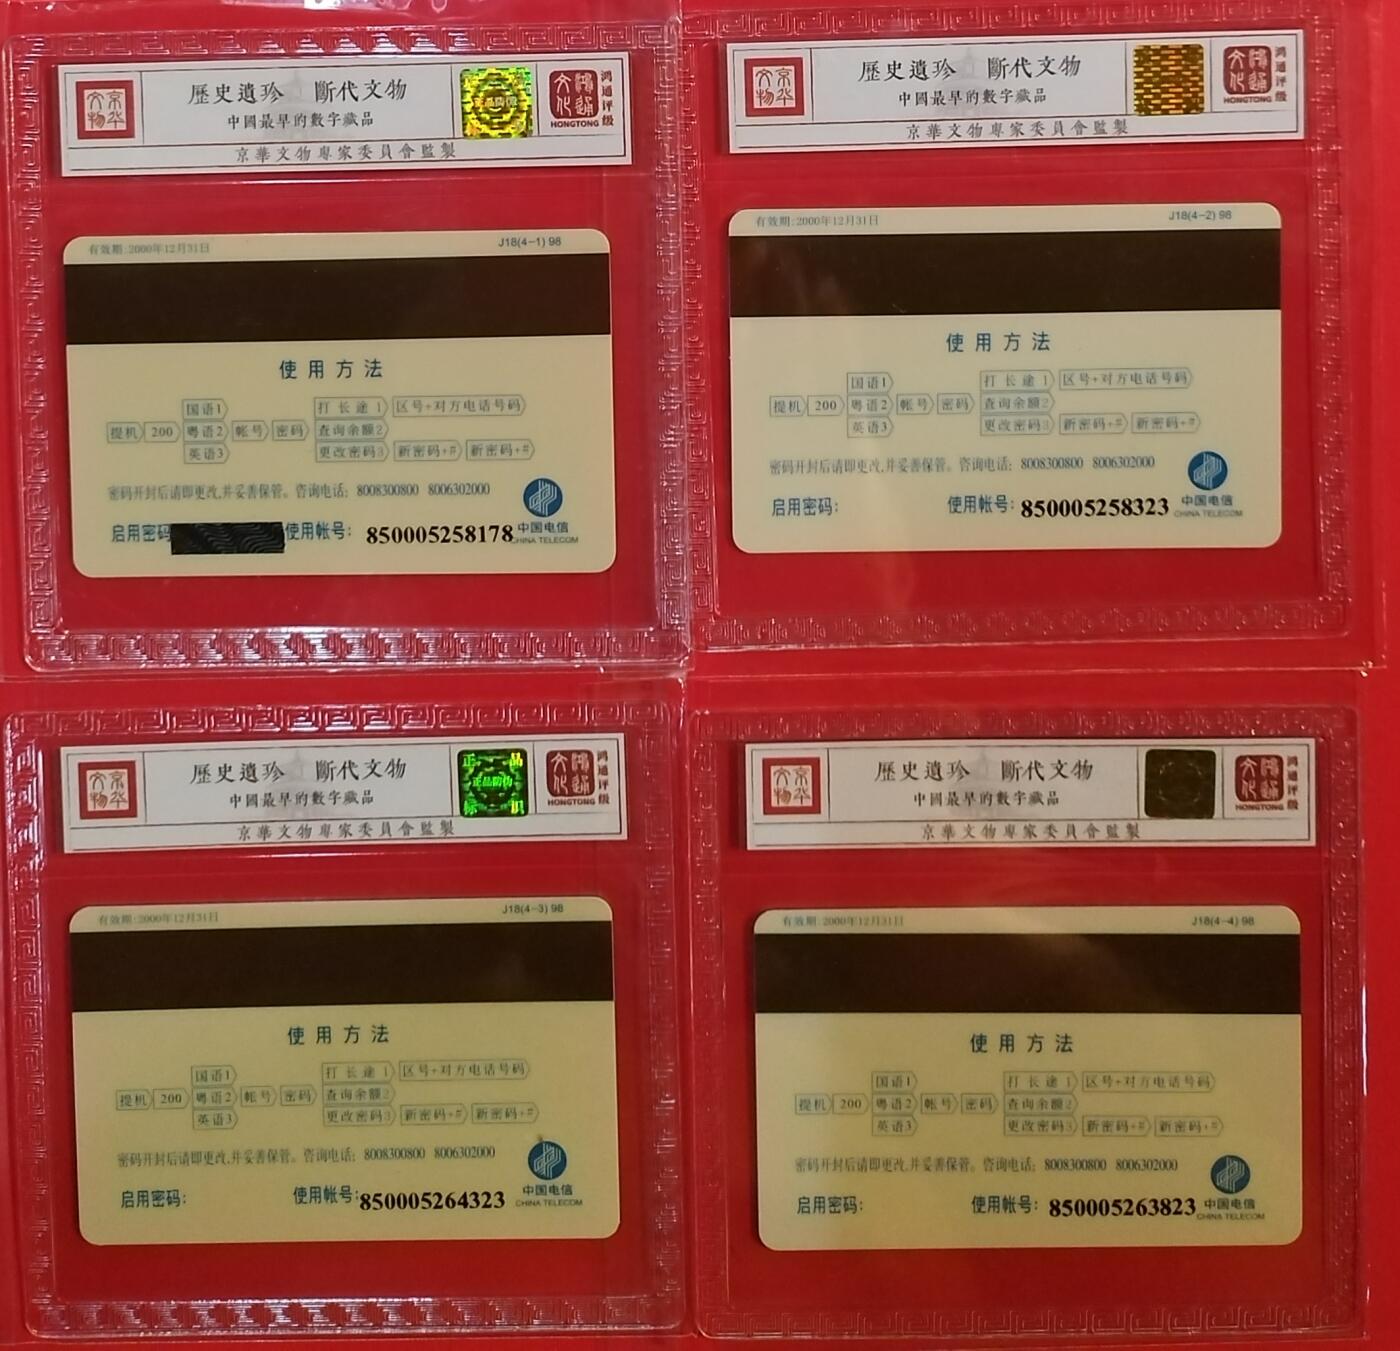 京华文物
歷史遺珍 斷代文物
中國最早的數字藏品
京華文物專家委員會監製
正品防伪
鴻通文化
HONGTONG
鸿通评级
有效期:2000年12月31日
J18(4-1) 98
使用方法
国语1 打长途1 区号+对方电话号码
提机 200 粤语2 帐号 密码 查询余额2
英语3 更改密码3 新密码+# 新密码+#
密码开封后请即更改,并妥善保管。咨询电话: 8008300800 8006302000
启用密码 使用帐号: 850005258178
中国电信
CHINA TELECOM
京华文物
歷史遺珍 斷代文物
中國最早的數字藏品
京華文物專家委員會監製
鴻通文化
HONGTONG
鸿通评级
有效期:2000年12月31日
J18(4-2) 98
使用方法
国语1 打长途1 区号+对方电话号码
提机 200 粤语2 帐号 密码 查询余额2
英语3 更改密码3 新密码+# 新密码+#
密码开封后请即更改,并妥善保管。咨询电话: 8008300800 8006302000
启用密码: 使用帐号: 850005258323
中国电信
CHINA TELECOM
京华文物
歷史遺珍 斷代文物
中國最早的數字藏品
京華文物專家委員會監製
正品
正品防伪
标识
鴻通文化
HONGTONG
鸿通评级
有效期:2000年12月31日
J18(4-3) 98
使用方法
国语1 打长途1 区号+对方电话号码
提机 200 粤语2 帐号 密码 查询余额2
英语3 更改密码3 新密码+# 新密码+#
密码开封后请即更改,并妥善保管。咨询电话: 8008300800 8006302000
启用密码: 使用帐号: 850005264323
中国电信
CHINA TELECOM
京华文物
歷史遺珍 斷代文物
中國最早的數字藏品
京華文物專家委員會監製
鴻通文化
HONGTONG
鸿通评级
有效期:2000年12月31日
J18(4-4) 98
使用方法
国语1 打长途1 区号+对方电话号码
提机 200 粤语2 帐号 密码 查询余额2
英语3 更改密码3 新密码+# 新密码+#
密码开封后请即更改,并妥善保管。咨询电话: 8008300800 8006302000
启用密码: 使用帐号: 850005263823
中国电信
CHINA TELECOM